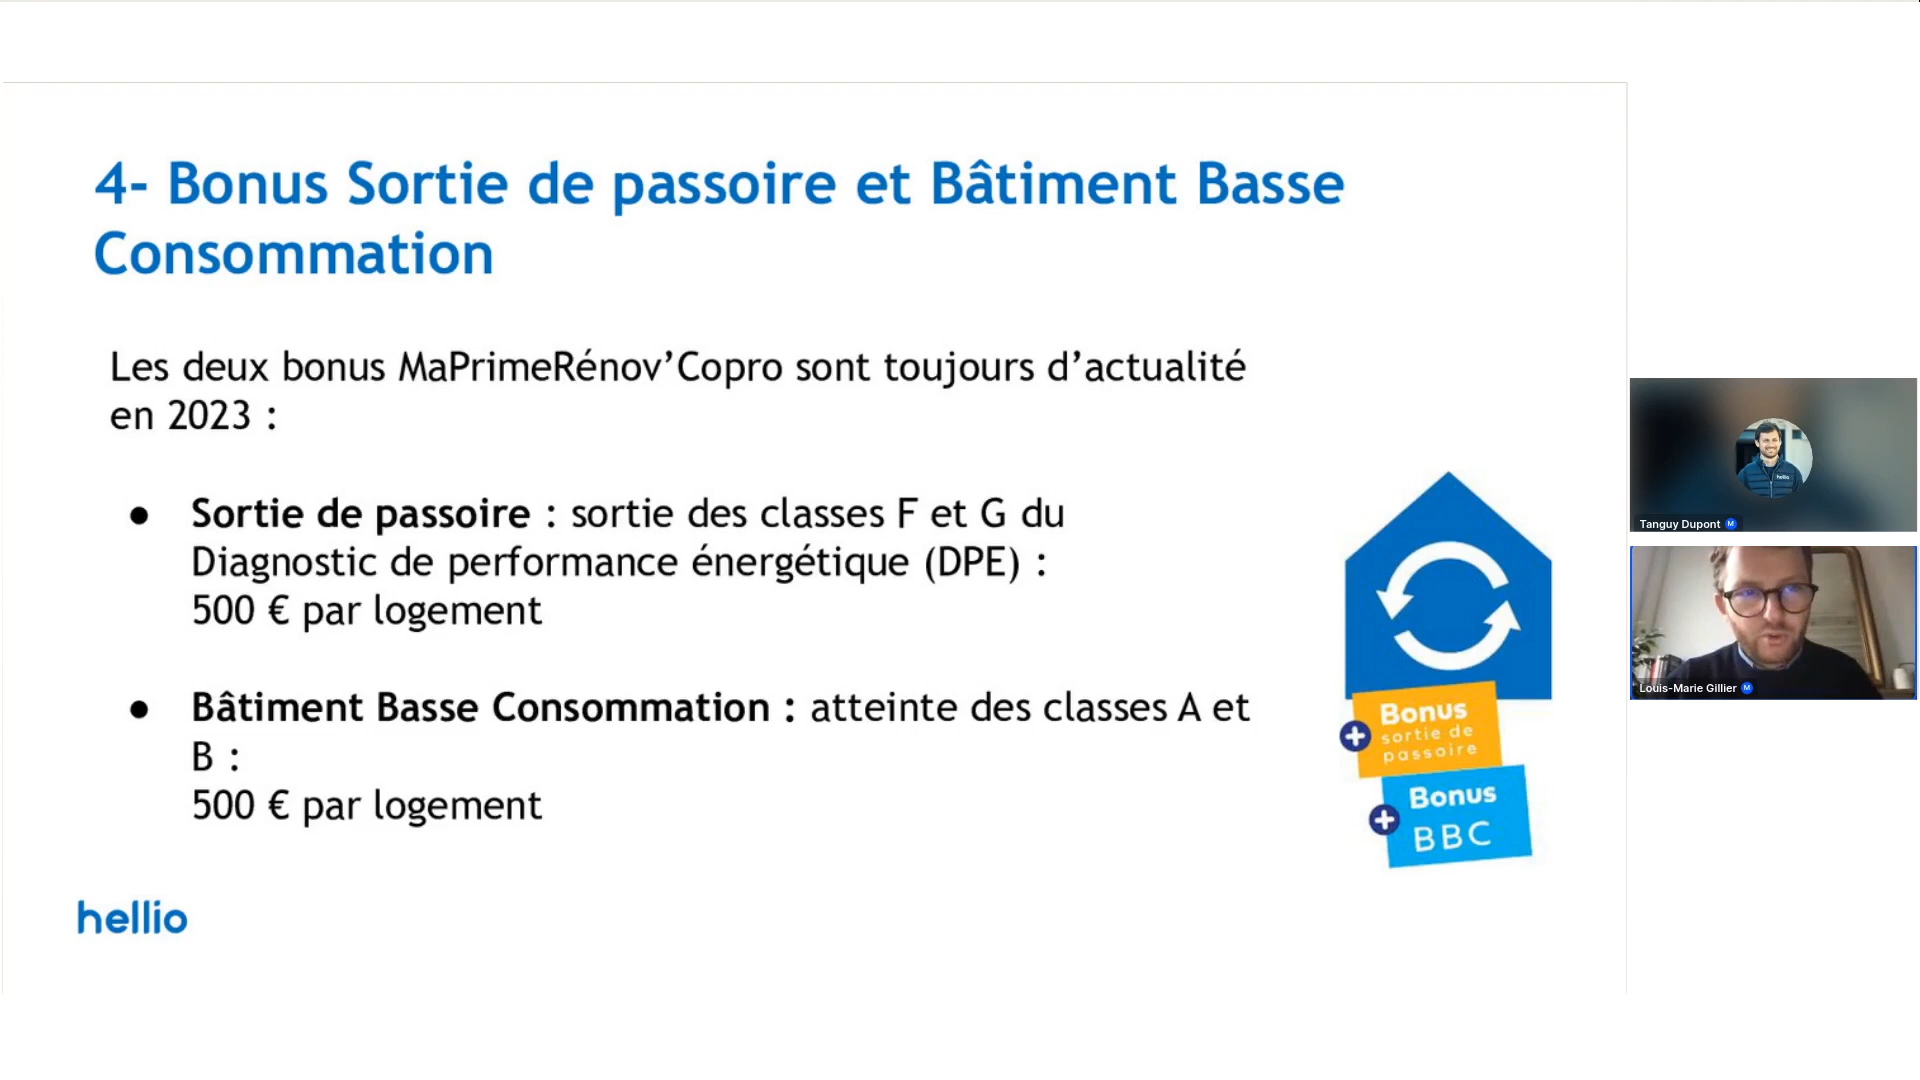 4- Bonus Sortie de passoire et Bâtiment Basse
Consommation
Les deux bonus MaPrimeRénov’Copro sont toujours d’actualité
en 2023 :
● Sortie de passoire : sortie des classes F et G du
Diagnostic de performance énergétique (DPE) :
500 € par logement
● Bâtiment Basse Consommation : atteinte des classes A et
B :
500 € par logement
Bonus
sortie de
passoire
Bonus
BBC
hellio
hellio
Tanguy Dupont M
Louis-Marie Gillier M